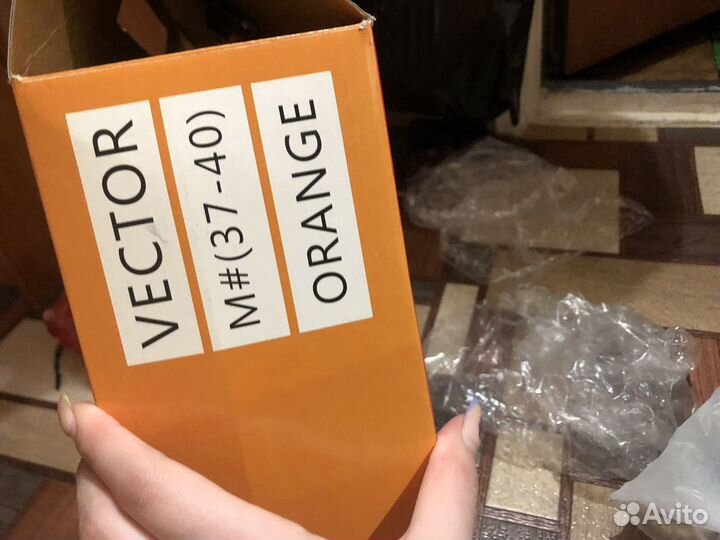 VECTOR
M#(37-40)
ORANGE
Avito